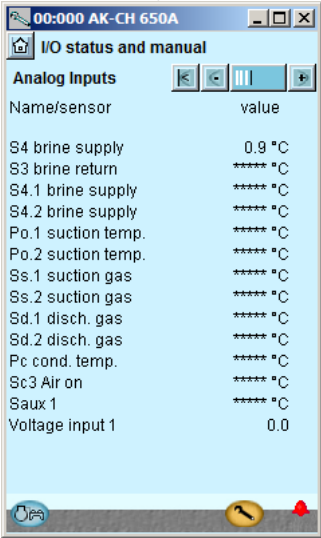 00:000 AK-CH 650A
I/O status and manual
Analog Inputs
Name/sensor value
S4 brine supply 0.9 °C
S3 brine return ***** °C
S4.1 brine supply ***** °C
S4.2 brine supply ***** °C
Po.1 suction temp. ***** °C
Po.2 suction temp. ***** °C
Ss.1 suction gas ***** °C
Ss.2 suction gas ***** °C
Sd.1 disch. gas ***** °C
Sd.2 disch. gas ***** °C
Pc cond. temp. ***** °C
Sc3 Air on ***** °C
Saux 1 ***** °C
Voltage input 1 0.0